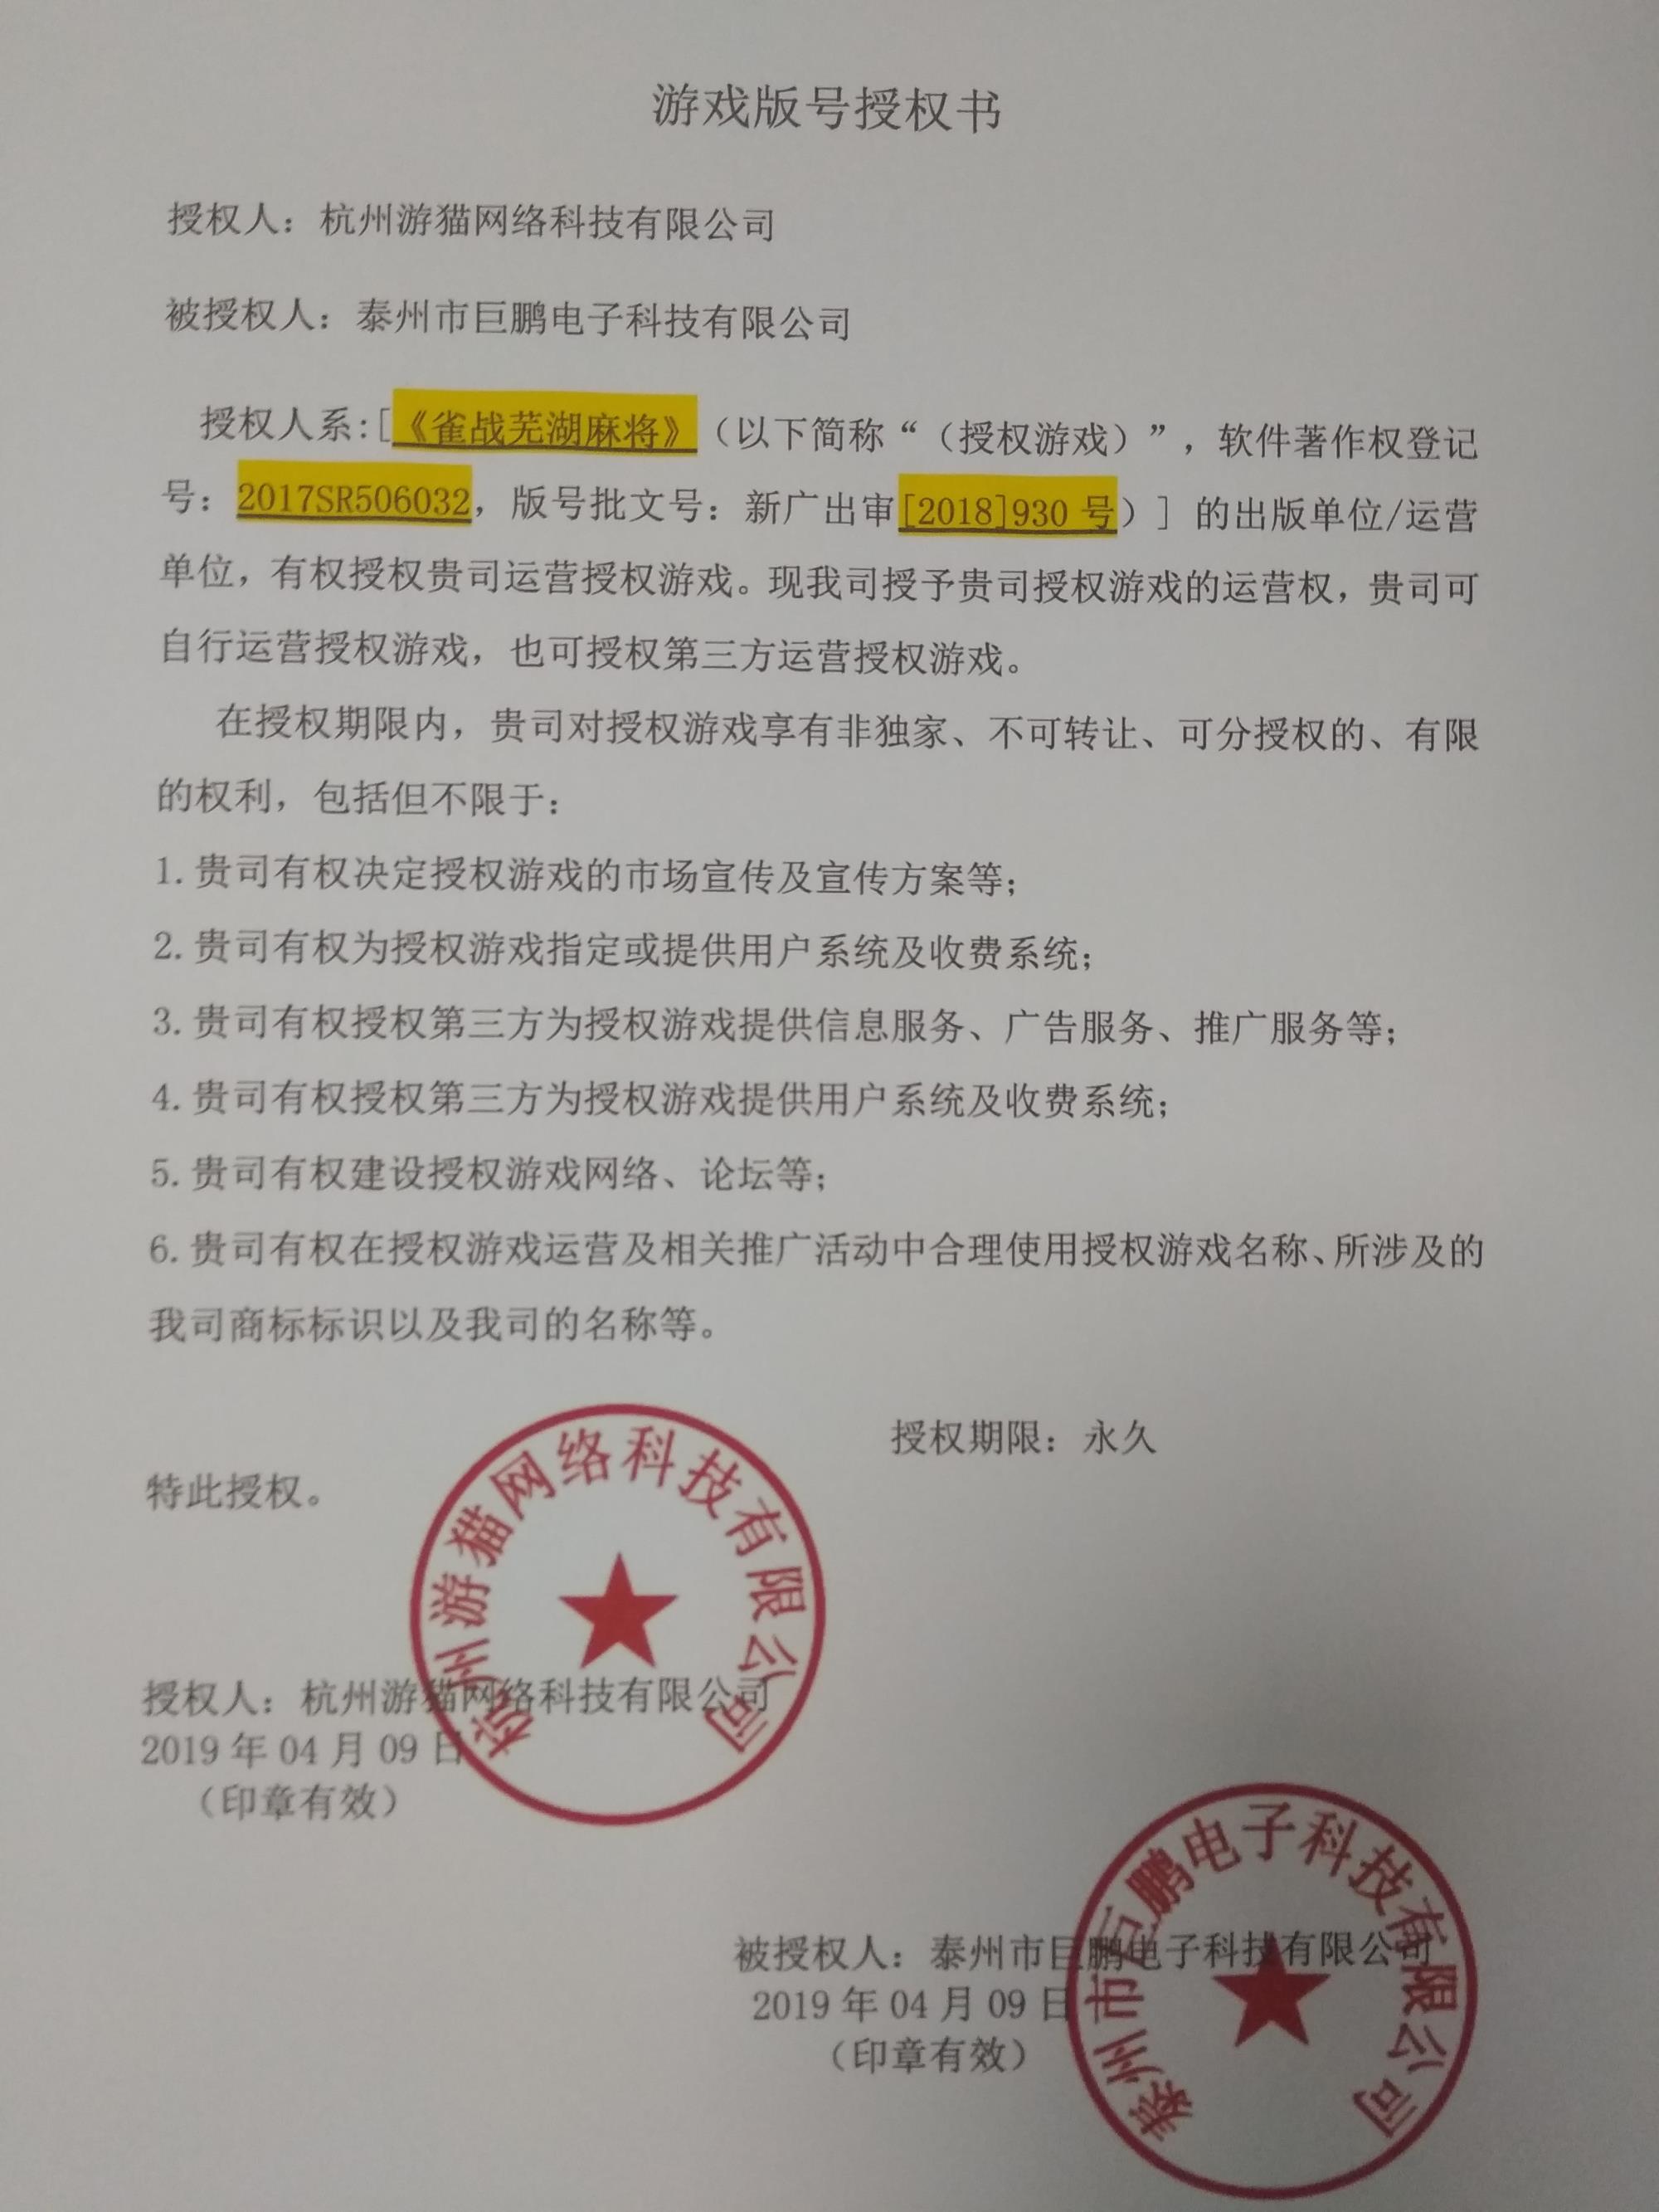 游戏版号授权书
授权人：杭州游猫网络科技有限公司
被授权人：泰州市巨鹏电子科技有限公司
授权人系:[《雀战芜湖麻将》（以下简称“（授权游戏）”，软件著作权登记
号：2017SR506032，版号批文号：新广出审[2018]930 号）] 的出版单位/运营
单位，有权授权贵司运营授权游戏。现我司授予贵司授权游戏的运营权，贵司可
自行运营授权游戏，也可授权第三方运营授权游戏。
在授权期限内，贵司对授权游戏享有非独家、不可转让、可分授权的、有限
的权利，包括但不限于：
1. 贵司有权决定授权游戏的市场宣传及宣传方案等；
2. 贵司有权为授权游戏指定或提供用户系统及收费系统；
3. 贵司有权授权第三方为授权游戏提供信息服务、广告服务、推广服务等；
4. 贵司有权授权第三方为授权游戏提供用户系统及收费系统；
5. 贵司有权建设授权游戏网络、论坛等；
6. 贵司有权在授权游戏运营及相关推广活动中合理使用授权游戏名称、所涉及的
我司商标标识以及我司的名称等。
授权期限：永久
特此授权。
杭州游猫网络科技有限公司
授权人：杭州游猫网络科技有限公司
2019 年 04 月 09 日
（印章有效）
泰州市巨鹏电子科技有限公司
被授权人：泰州市巨鹏电子科技有限公司
2019 年 04 月 09 日
（印章有效）